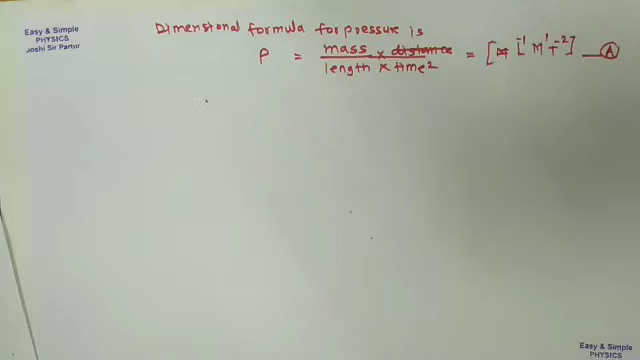 Easy & Simple
PHYSICS
Joshi Sir Partur
Dimensional formula for pressure is
P = mass × distance / length × time² = [ L⁻¹ M¹ T⁻² ] — A
Easy & Simple
PHYSICS